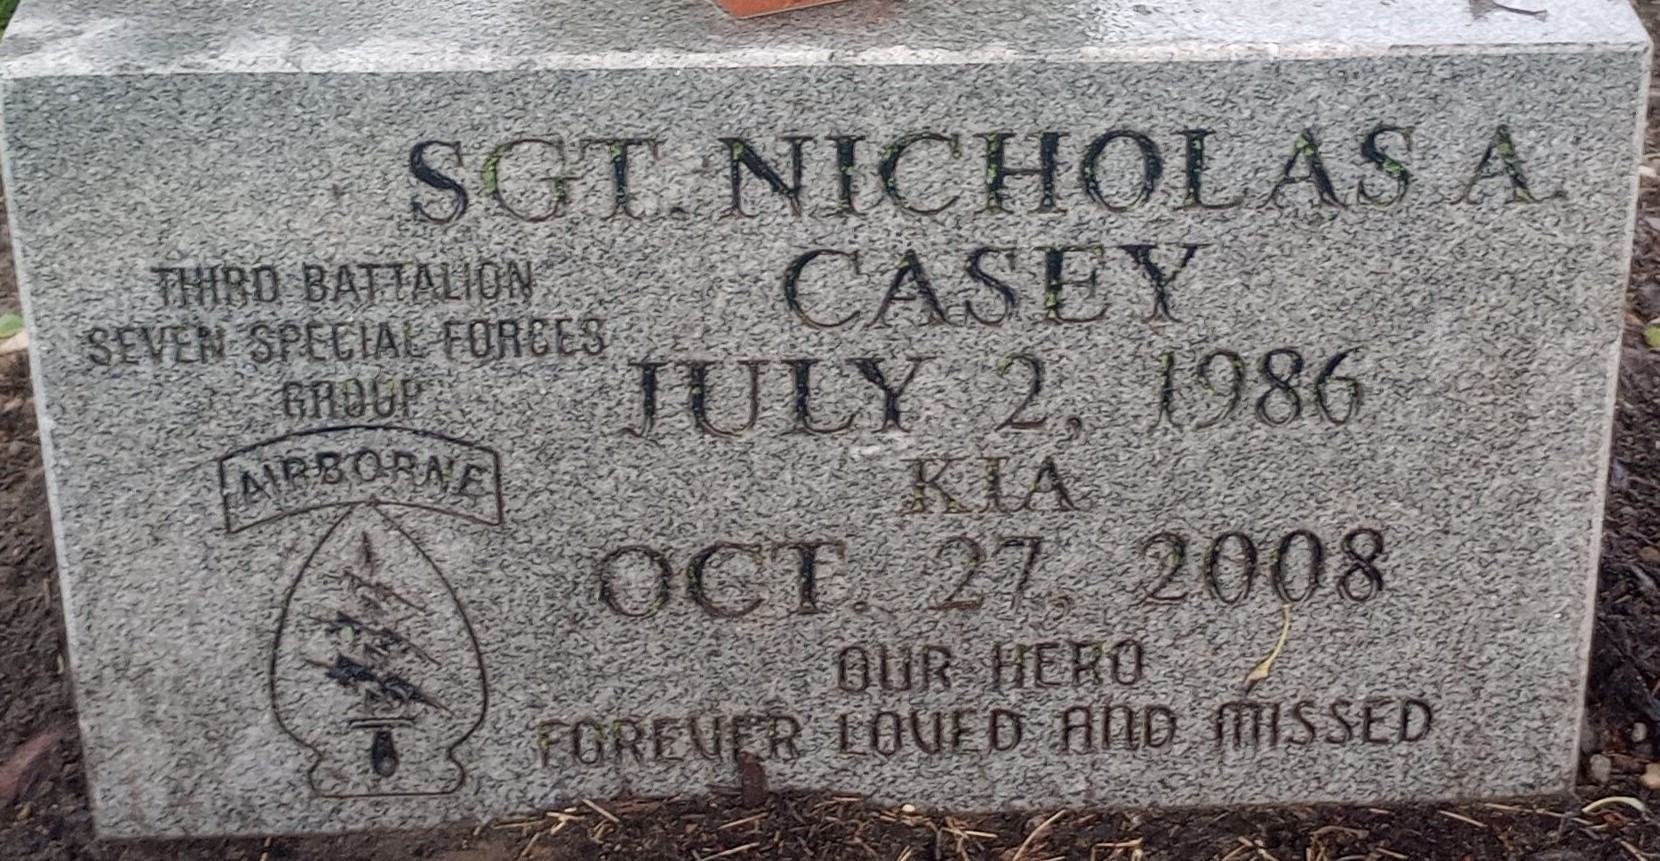 SGT. NICHOLAS A.
CASEY
THIRD BATTALION
SEVEN SPECIAL FORCES
GROUP
AIRBORNE
JULY 2, 1986
KIA
OCT. 27, 2008
OUR HERO
FOREVER LOVED AND MISSED